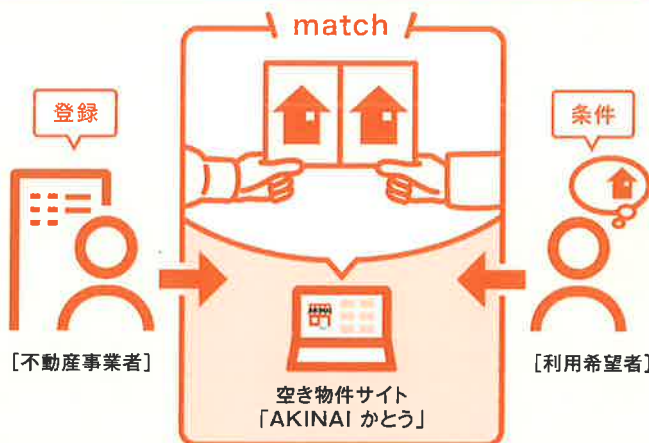 match
登録
条件
AKINAI
[不動産事業者]
[利用希望者]
空き物件サイト
「AKINAI かとう」